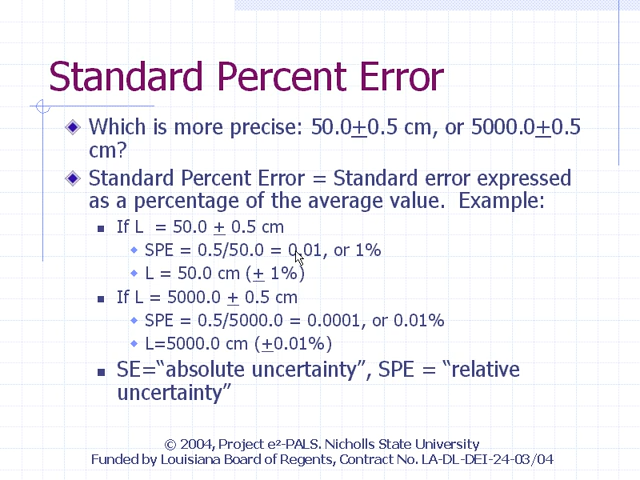 Standard Percent Error
Which is more precise: 50.0±0.5 cm, or 5000.0±0.5
cm?
Standard Percent Error = Standard error expressed
as a percentage of the average value.  Example:
If L  = 50.0 ± 0.5 cm
SPE = 0.5/50.0 = 0.01, or 1%
L = 50.0 cm (± 1%)
If L = 5000.0 ± 0.5 cm
SPE = 0.5/5000.0 = 0.0001, or 0.01%
L=5000.0 cm (±0.01%)
SE=“absolute uncertainty”, SPE = “relative
uncertainty”
© 2004, Project e²-PALS. Nicholls State University
Funded by Louisiana Board of Regents, Contract No. LA-DL-DEI-24-03/04